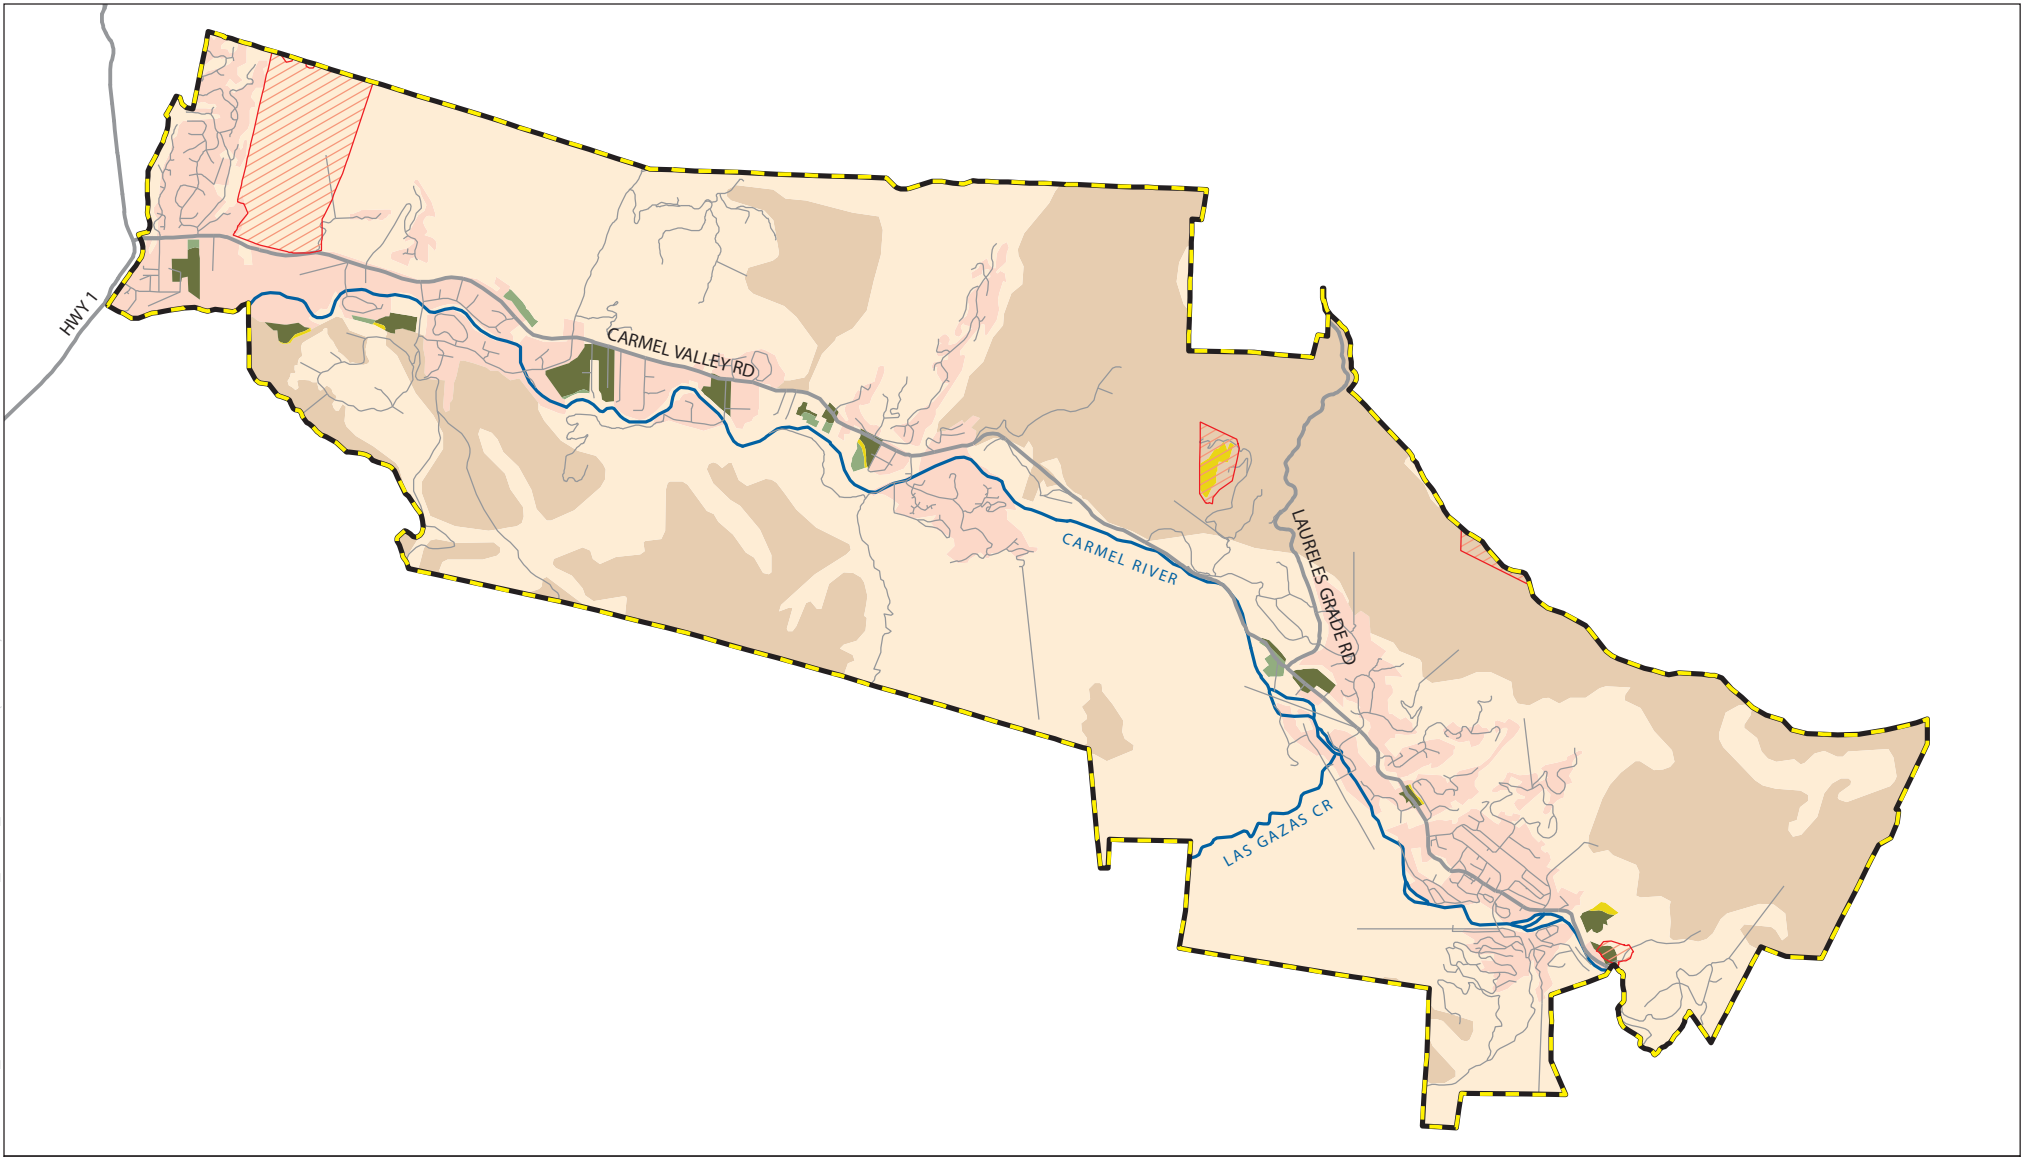 HWY 1
CARMEL VALLEY RD
CARMEL RIVER
LAURELES GRADE RD
LAS GAZAS CR